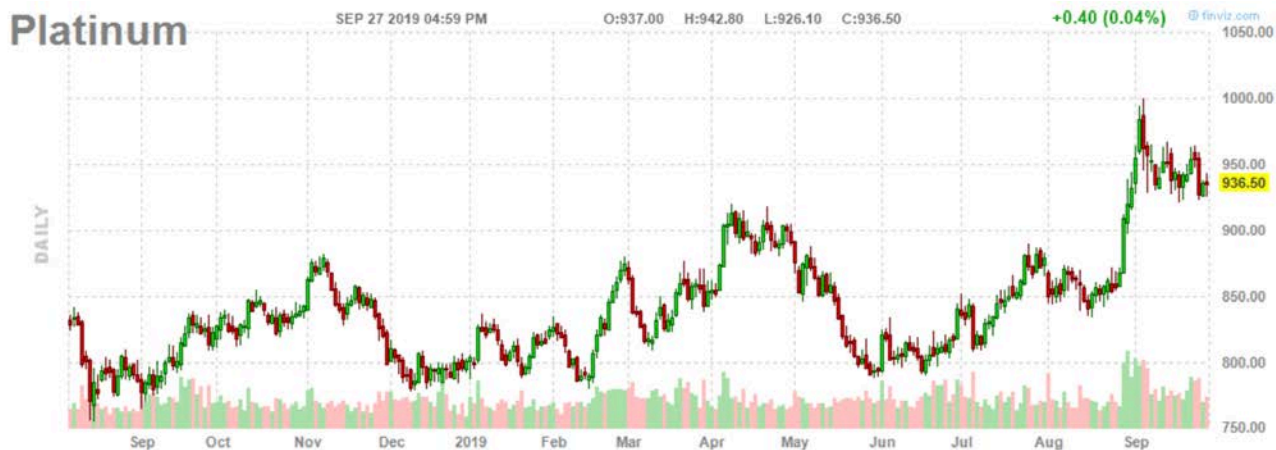 Platinum
SEP 27 2019 04:59 PM O:937.00 H:942.80 L:926.10 C:936.50 +0.40 (0.04%) © finviz.com
DAILY
1050.00
1000.00
950.00
936.50
900.00
850.00
800.00
750.00
Sep Oct Nov Dec 2019 Feb Mar Apr May Jun Jul Aug Sep